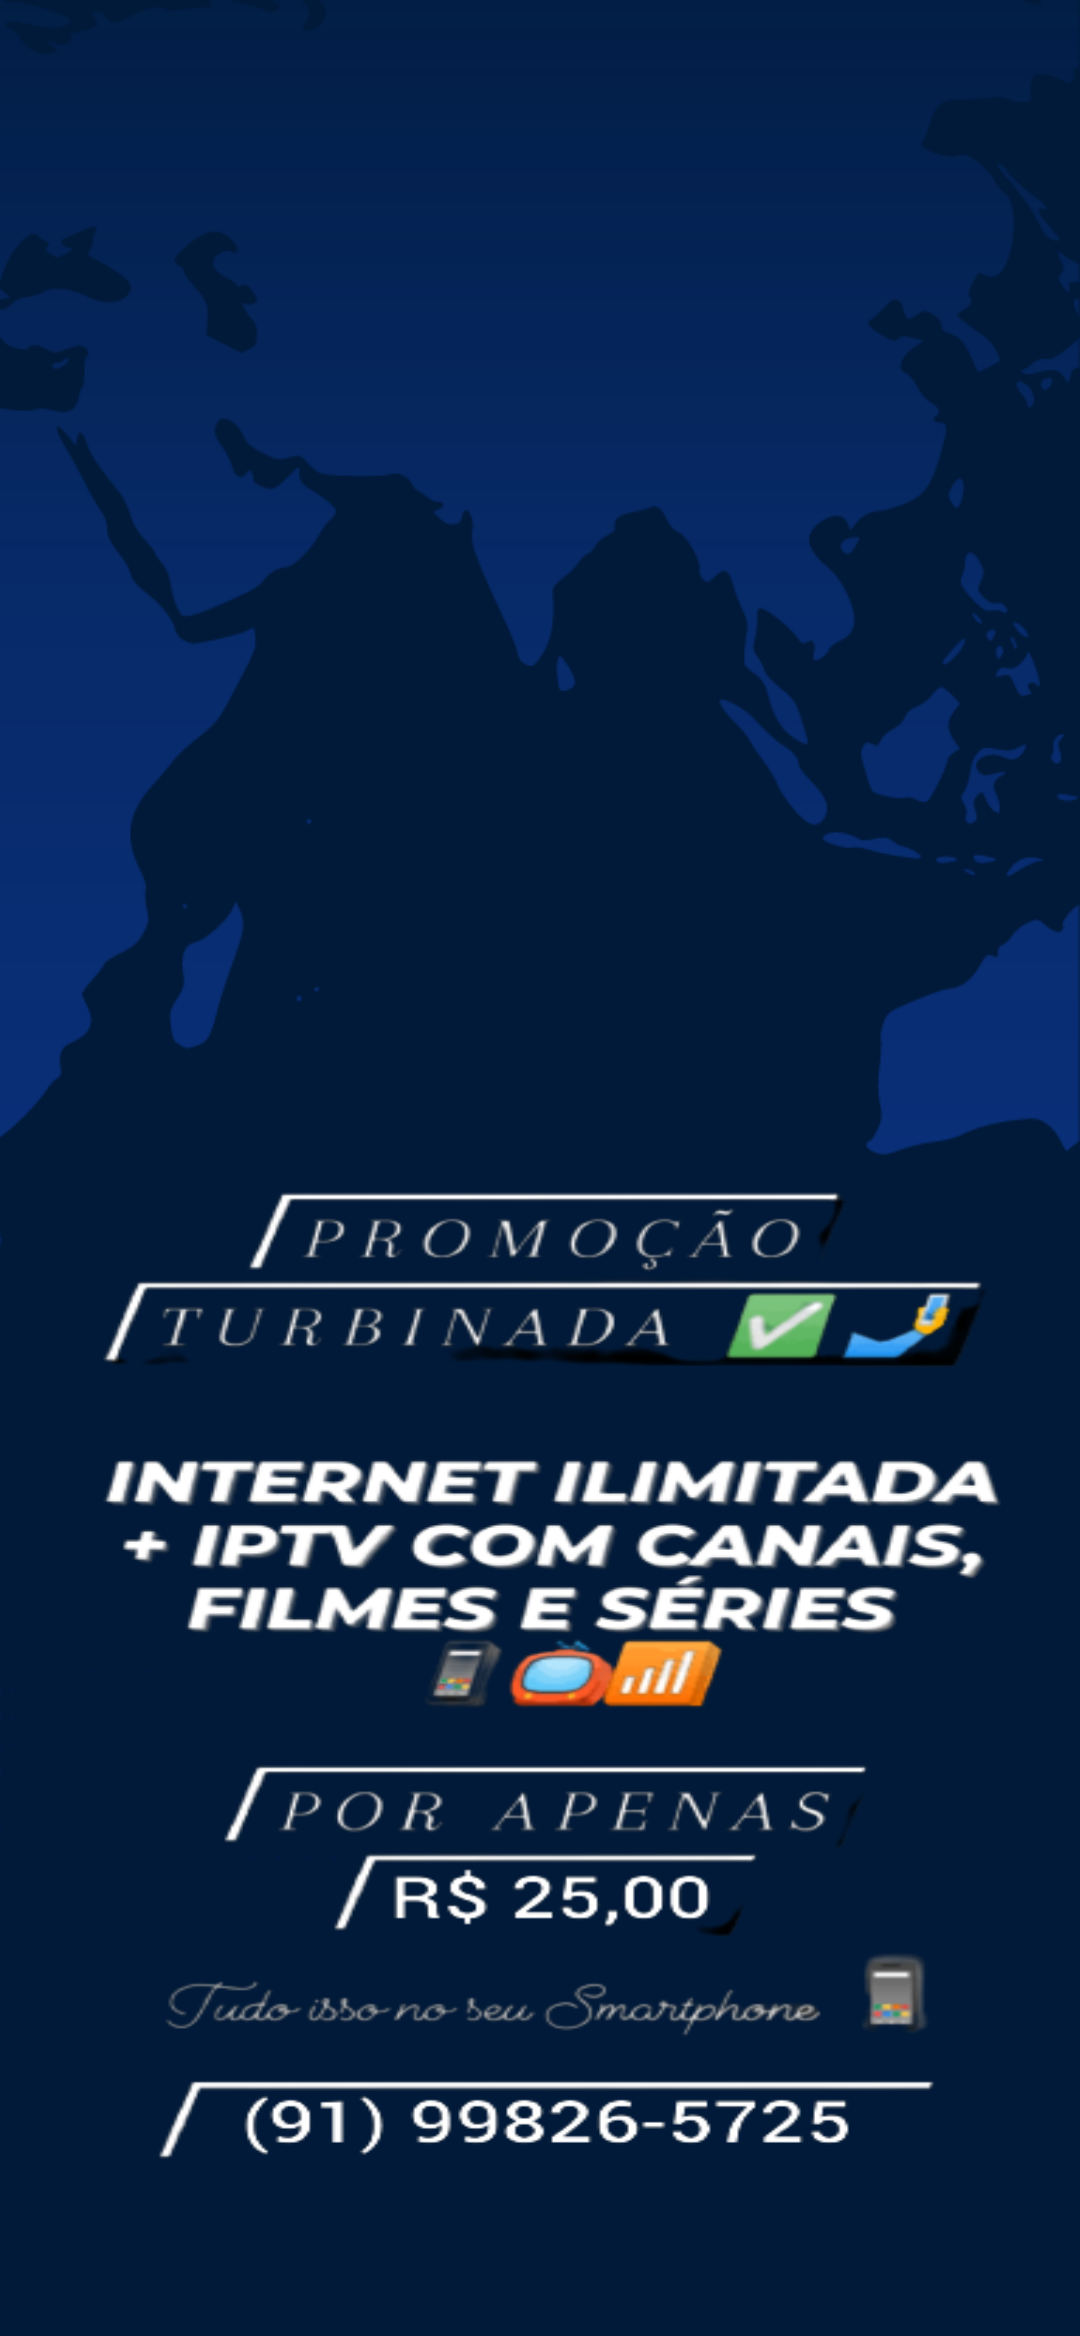 PROMOÇÃO
TURBINADA ✅ 🤳
INTERNET ILIMITADA
+ IPTV COM CANAIS,
FILMES E SÉRIES
POR APENAS
R$ 25,00
Tudo isso no seu Smartphone
(91) 99826-5725